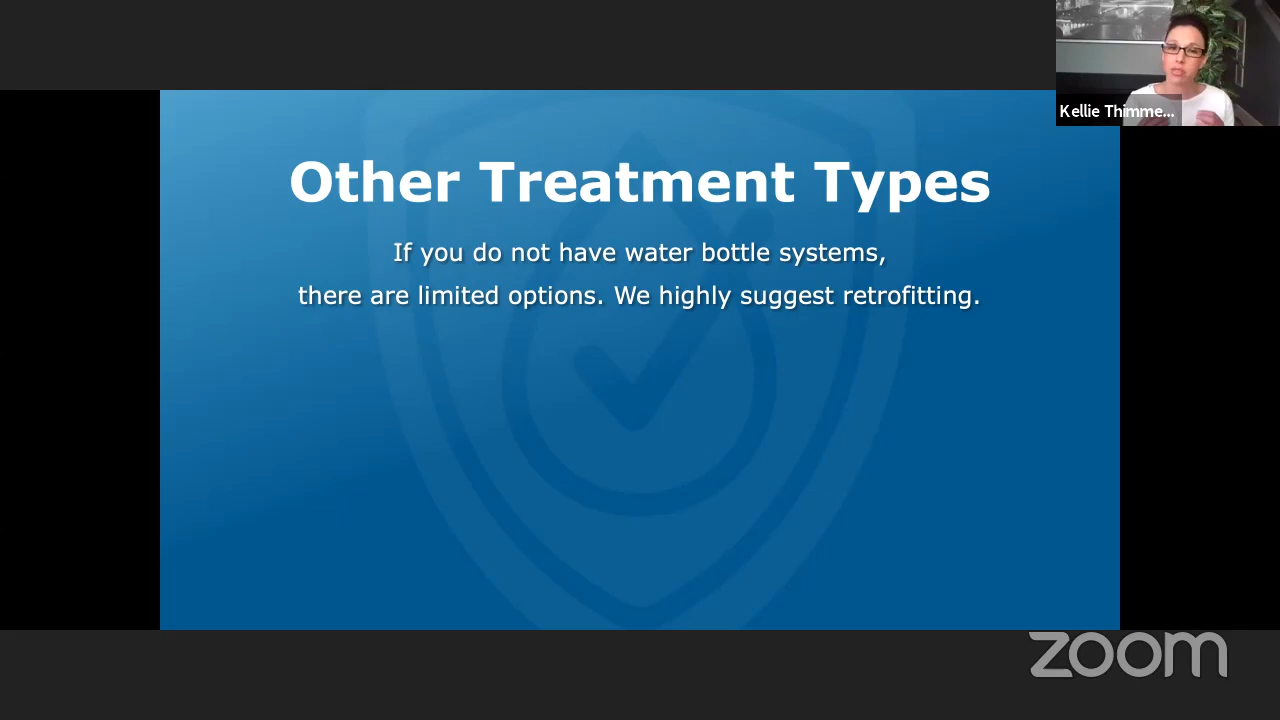 Kellie Thimme...
Other Treatment Types
If you do not have water bottle systems,
there are limited options. We highly suggest retrofitting.
zoom